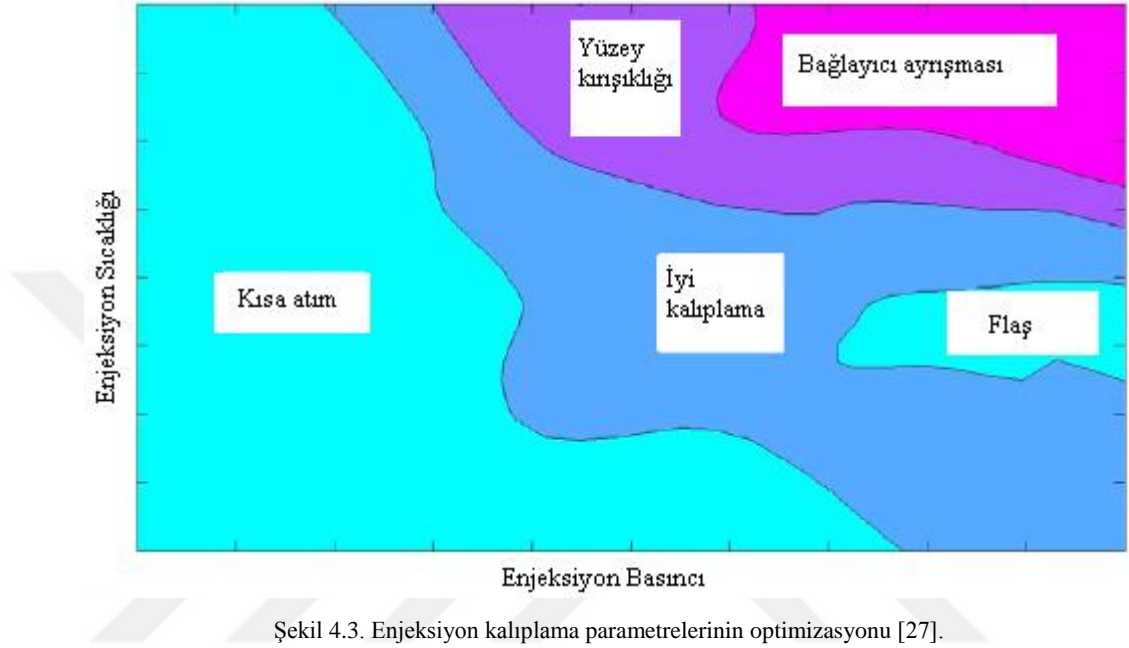 Yüzey
kırışıklığı
Bağlayıcı ayrışması
Enjeksiyon Sıcaklığı
Kısa atım
İyi
kalıplama
Flaş
Enjeksiyon Basıncı
Şekil 4.3. Enjeksiyon kalıplama parametrelerinin optimizasyonu [27].